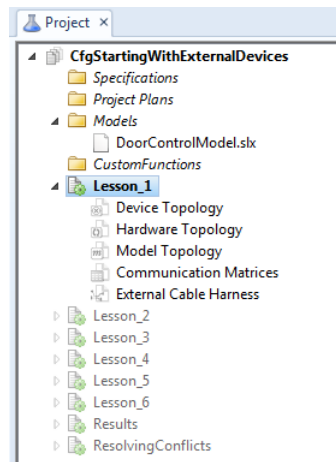 Project ×
CfgStartingWithExternalDevices
Specifications
Project Plans
Models
DoorControlModel.slx
CustomFunctions
Lesson_1
Device Topology
Hardware Topology
Model Topology
Communication Matrices
External Cable Harness
Lesson_2
Lesson_3
Lesson_4
Lesson_5
Lesson_6
Results
ResolvingConflicts